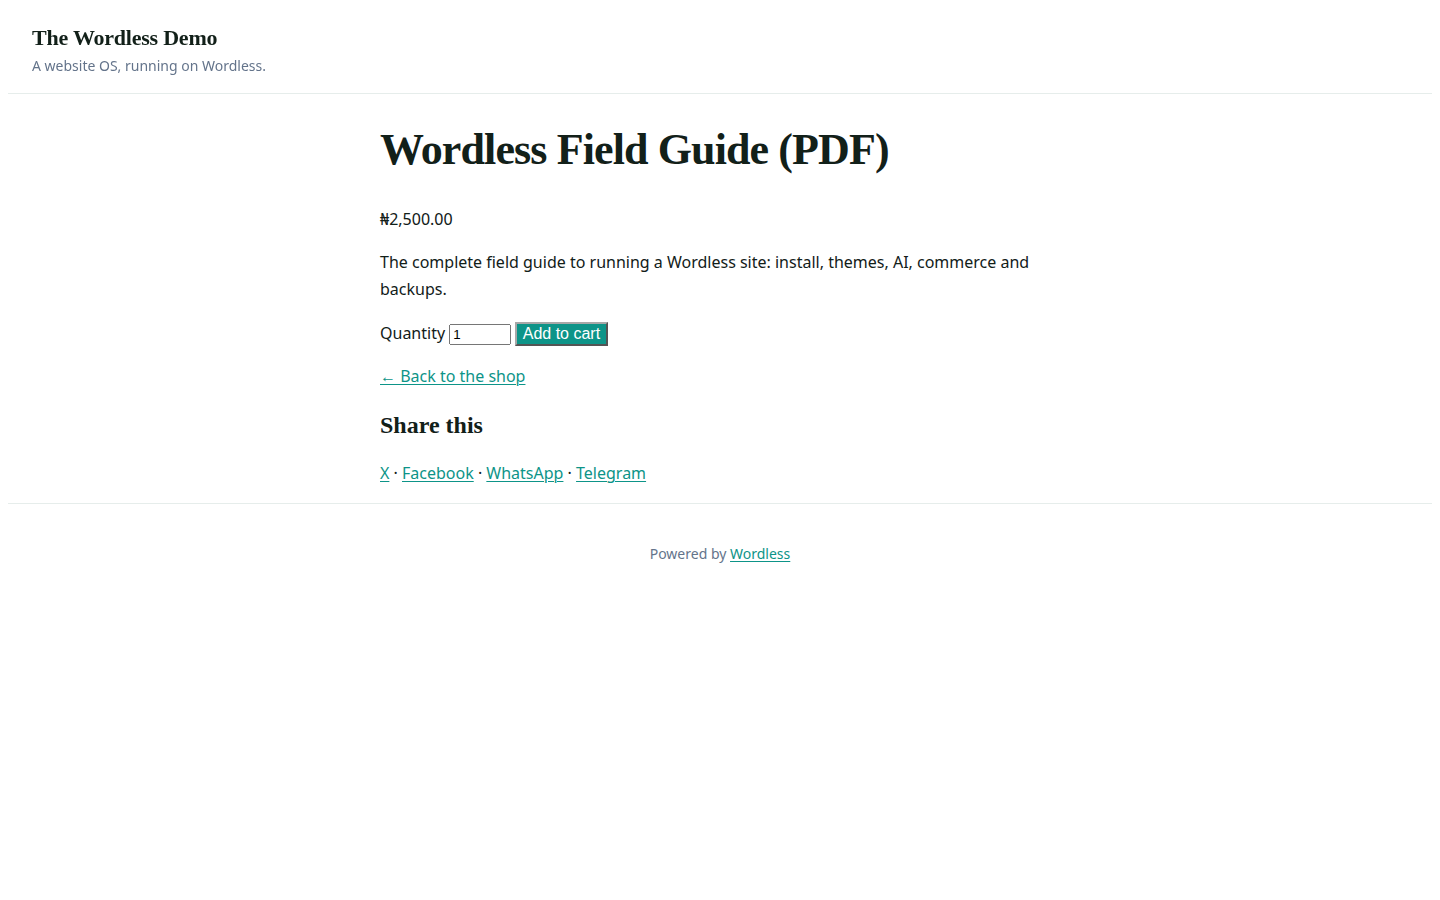 The Wordless Demo
A website OS, running on Wordless.
Wordless Field Guide (PDF)
₦2,500.00
The complete field guide to running a Wordless site: install, themes, AI, commerce and
backups.
Quantity 1 Add to cart
← Back to the shop
Share this
X · Facebook · WhatsApp · Telegram
Powered by Wordless